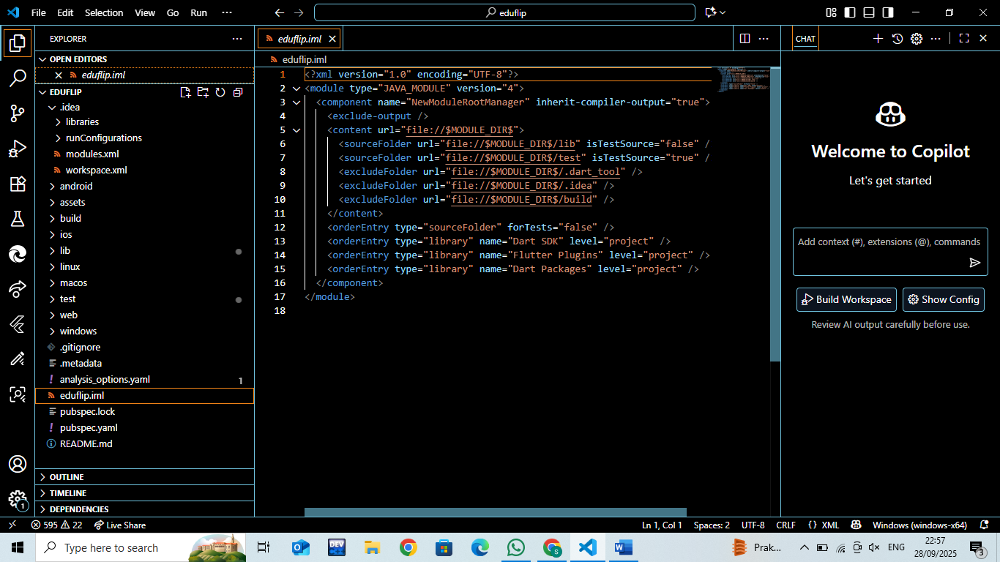 File Edit Selection View Go Run ···
eduflip
EXPLORER
OPEN EDITORS
eduflip.iml
EDUFLIP
.idea
libraries
runConfigurations
modules.xml
workspace.xml
android
assets
build
ios
lib
linux
macos
test
web
windows
.gitignore
.metadata
analysis_options.yaml 1
eduflip.iml
pubspec.lock
pubspec.yaml
README.md
OUTLINE
TIMELINE
DEPENDENCIES
1
eduflip.iml
eduflip.iml
1 <?xml version="1.0" encoding="UTF-8"?>
2 <module type="JAVA_MODULE" version="4">
3 <component name="NewModuleRootManager" inherit-compiler-output="true">
4 <exclude-output />
5 <content url="file://$MODULE_DIR$">
6 <sourceFolder url="file://$MODULE_DIR$/lib" isTestSource="false" /
7 <sourceFolder url="file://$MODULE_DIR$/test" isTestSource="true" /
8 <excludeFolder url="file://$MODULE_DIR$/.dart_tool" />
9 <excludeFolder url="file://$MODULE_DIR$/.idea" />
10 <excludeFolder url="file://$MODULE_DIR$/build" />
11 </content>
12 <orderEntry type="sourceFolder" forTests="false" />
13 <orderEntry type="library" name="Dart SDK" level="project" />
14 <orderEntry type="library" name="Flutter Plugins" level="project" />
15 <orderEntry type="library" name="Dart Packages" level="project" />
16 </component>
17 </module>
18
CHAT
Welcome to Copilot
Let's get started
Add context (#), extensions (@), commands
Build Workspace Show Config
Review AI output carefully before use.
595 22 Live Share Ln 1, Col 1 Spaces: 2 UTF-8 CRLF {} XML Windows (windows-x64)
Type here to search
DEV
S
W
Prak...
ENG
22:57
28/09/2025
3